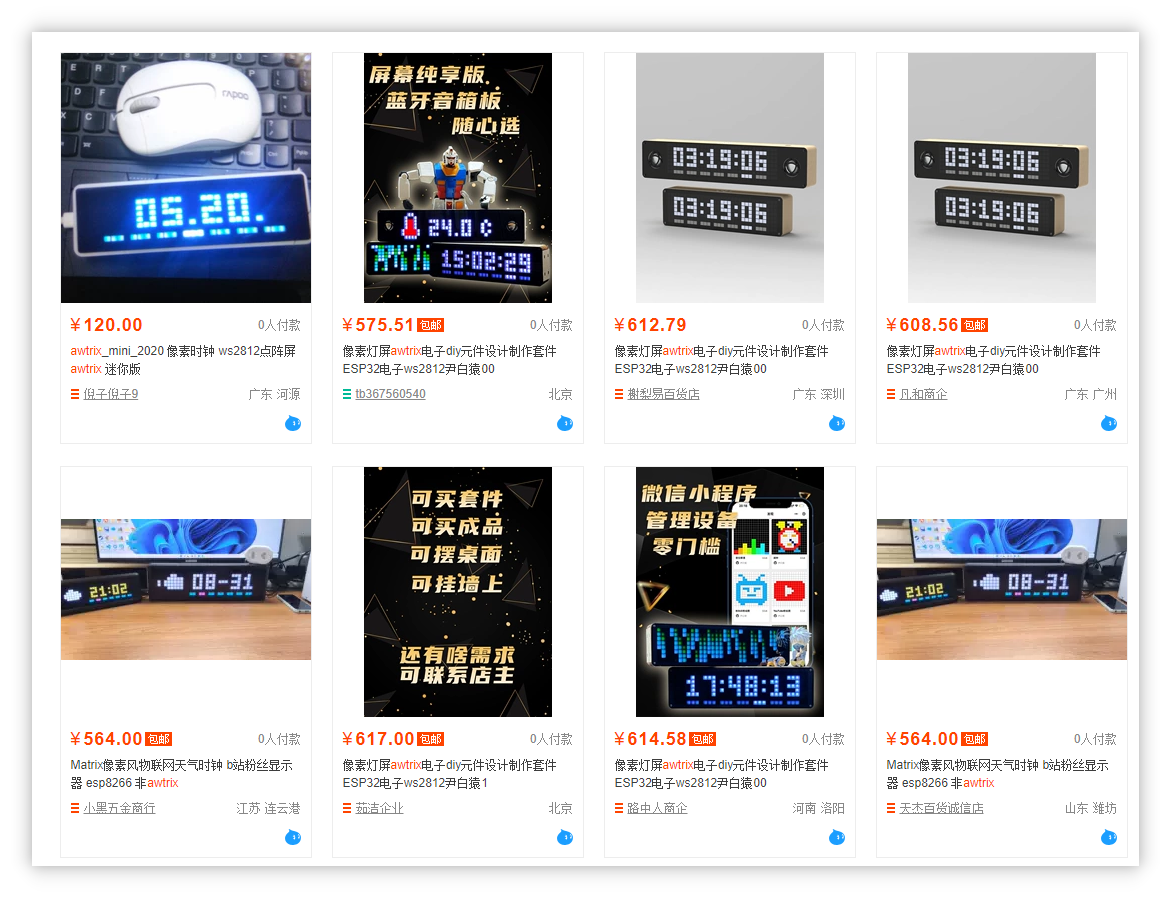 rapoo
05.20.
屏幕纯享版
蓝牙音箱板
随心选
24.0 C
15:02:29
03:19:06
03:19:06
03:19:06
03:19:06
￥120.00
0人付款
awtrix_mini_2020 像素时钟 ws2812点阵屏
awtrix 迷你版
倪子倪子9
广东 河源
￥575.51 包邮
0人付款
像素灯屏awtrix电子diy元件设计制作套件
ESP32电子ws2812尹白猿00
tb367560540
北京
￥612.79
0人付款
像素灯屏awtrix电子diy元件设计制作套件
ESP32电子ws2812尹白猿00
榭梨易百货店
广东 深圳
￥608.56 包邮
0人付款
像素灯屏awtrix电子diy元件设计制作套件
ESP32电子ws2812尹白猿00
凡和商企
广东 广州
21:02
08-31
可买套件
可买成品
可摆桌面
可挂墙上
还有啥需求
可联系店主
微信小程序
管理设备
零门槛
17:48:13
21:02
08-31
￥564.00 包邮
0人付款
Matrix像素风物联网天气时钟 b站粉丝显示
器 esp8266 非awtrix
小黑五金商行
江苏 连云港
￥617.00 包邮
0人付款
像素灯屏awtrix电子diy元件设计制作套件
ESP32电子ws2812尹白猿1
茹洁企业
北京
￥614.58 包邮
0人付款
像素灯屏awtrix电子diy元件设计制作套件
ESP32电子ws2812尹白猿00
路中人商企
河南 洛阳
￥564.00 包邮
0人付款
Matrix像素风物联网天气时钟 b站粉丝显示
器 esp8266 非awtrix
天杰百货诚信店
山东 潍坊